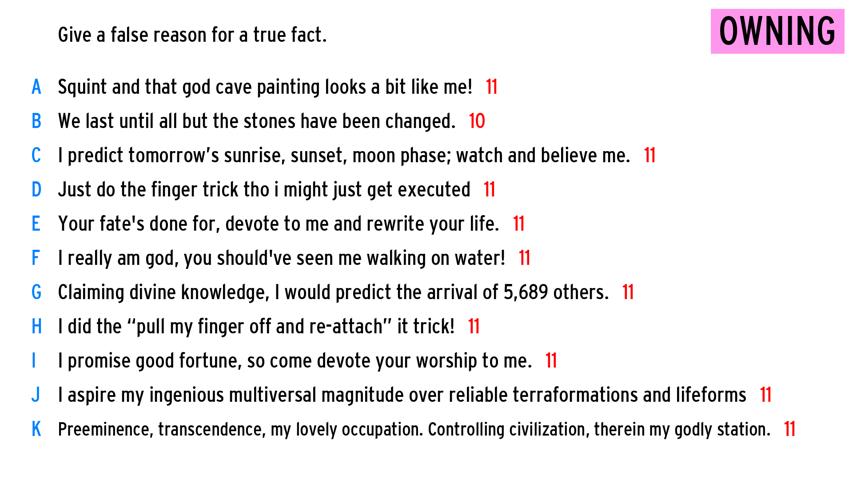 Give a false reason for a true fact.
OWNING
A Squint and that god cave painting looks a bit like me! 11
B We last until all but the stones have been changed. 10
C I predict tomorrow's sunrise, sunset, moon phase; watch and believe me. 11
D Just do the finger trick tho i might just get executed 11
E Your fate's done for, devote to me and rewrite your life. 11
F I really am god, you should've seen me walking on water! 11
G Claiming divine knowledge, I would predict the arrival of 5,689 others. 11
H I did the “pull my finger off and re-attach” it trick! 11
I I promise good fortune, so come devote your worship to me. 11
J I aspire my ingenious multiversal magnitude over reliable terraformations and lifeforms 11
K Preeminence, transcendence, my lovely occupation. Controlling civilization, therein my godly station. 11